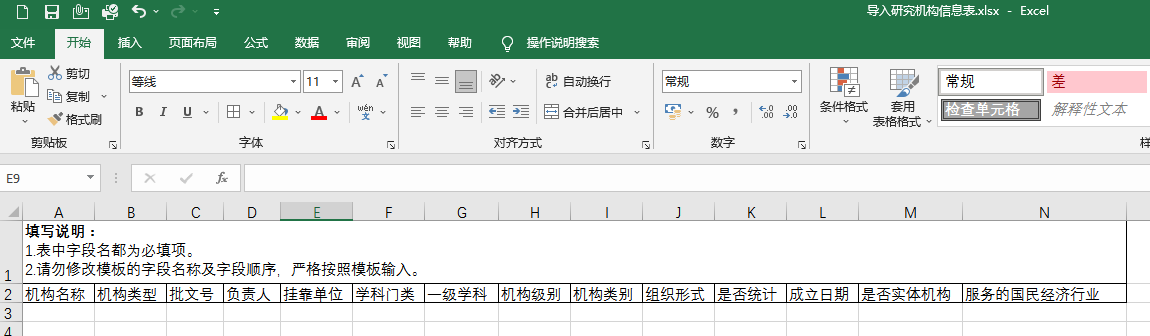 导入研究机构信息表.xlsx - Excel
文件 开始 插入 页面布局 公式 数据 审阅 视图 帮助 操作说明搜索
粘贴 剪切 复制 格式刷
剪贴板
等线 11 A A
B I U A wén 文
字体
ab 自动换行
合并后居中
对齐方式
常规
% ,
.00 .0
数字
条件格式 套用 表格格式
常规 差
检查单元格 解释性文本
E9 fx
A B C D E F G H I J K L M N
填写说明：
1.表中字段名都为必填项。
2.请勿修改模板的字段名称及字段顺序，严格按照模板输入。
1
2 机构名称 机构类型 批文号 负责人 挂靠单位 学科门类 一级学科 机构级别 机构类别 组织形式 是否统计 成立日期 是否实体机构 服务的国民经济行业
3
4